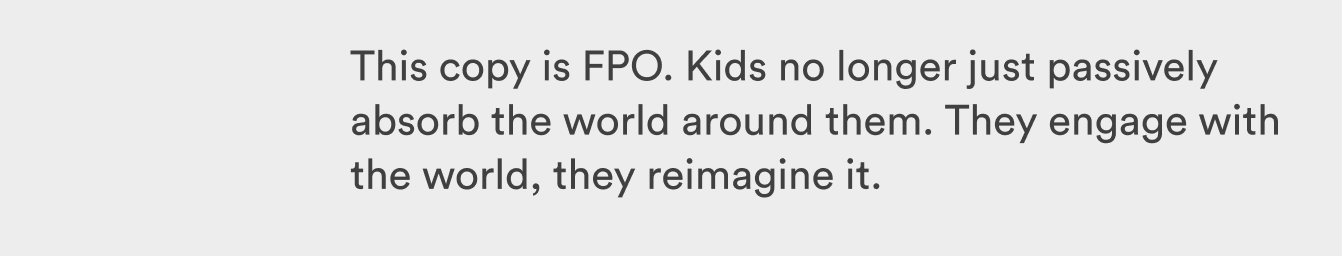 This copy is FPO. Kids no longer just passively
absorb the world around them. They engage with
the world, they reimagine it.